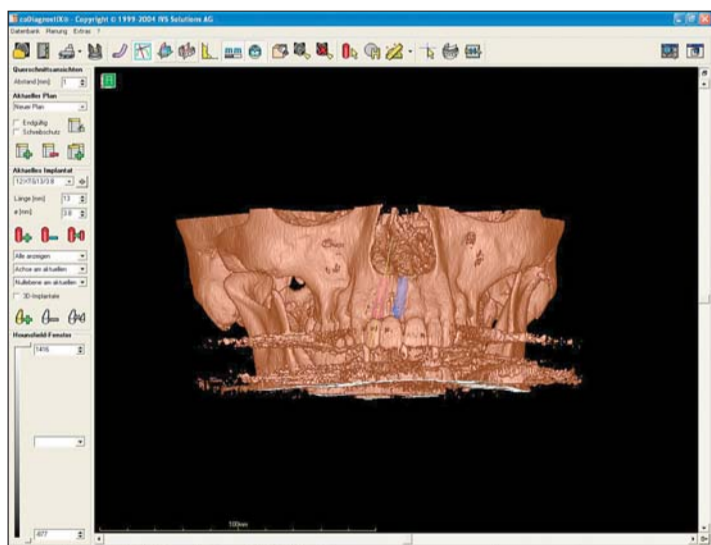 coDiagnostiX® - Copyright © 1999-2004 IVS Solutions AG
Datenbank Planung Extras ?
Querschnittsansichten
Abstand [mm] 1
Aktueller Plan
Neuer Plan
Endgültig
Schreibschutz
Aktuelles Implantat
Länge [mm] 13
ø [mm] 3.8
Alle anzeigen
Achse am aktuellen
Nullebene am aktuellen
3D-Implantate
Hounsfield-Fenster
1416
-877
100mm